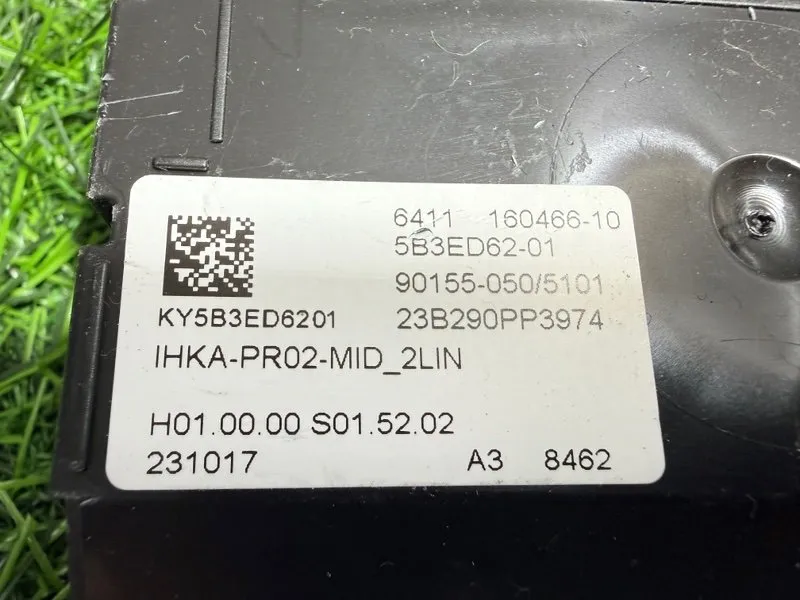 6411 160466-10
5B3ED62-01
90155-050/5101
KY5B3ED6201 23B290PP3974
IHKA-PR02-MID_2LIN
H01.00.00 S01.52.02
231017 A3 8462